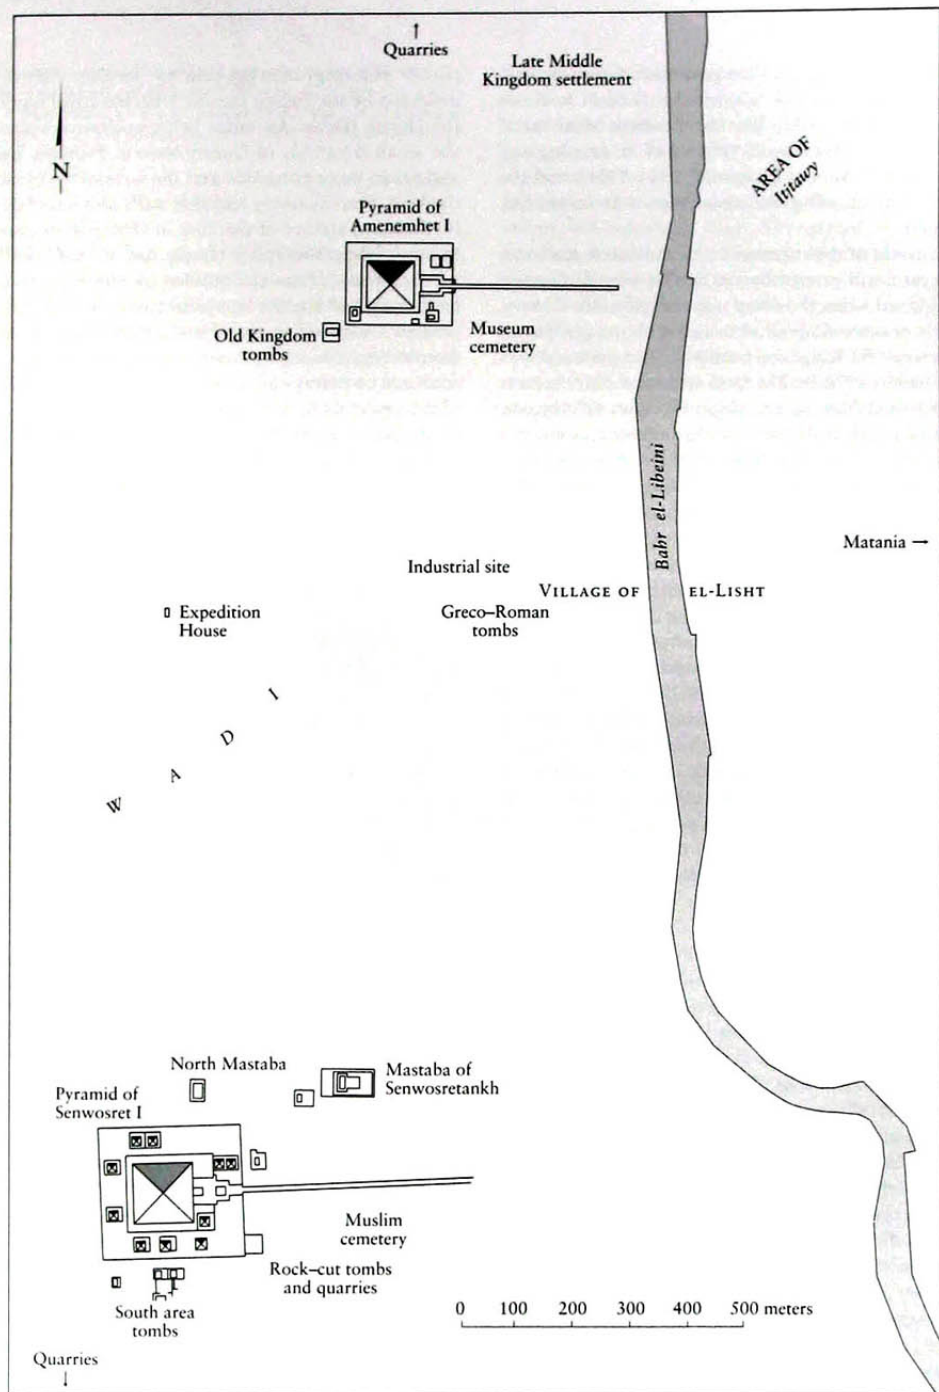 ↑
Quarries
Late Middle
Kingdom settlement
N
AREA OF
Itjtawy
Pyramid of
Amenemhet I
Old Kingdom
tombs
Museum
cemetery
Bahr el-Libeini
Matania →
Industrial site
VILLAGE OF EL-LISHT
Expedition
House
Greco–Roman
tombs
WADI
North Mastaba
Mastaba of
Senwosretankh
Pyramid of
Senwosret I
Muslim
cemetery
Rock-cut tombs
and quarries
South area
tombs
0 100 200 300 400 500 meters
Quarries
↓